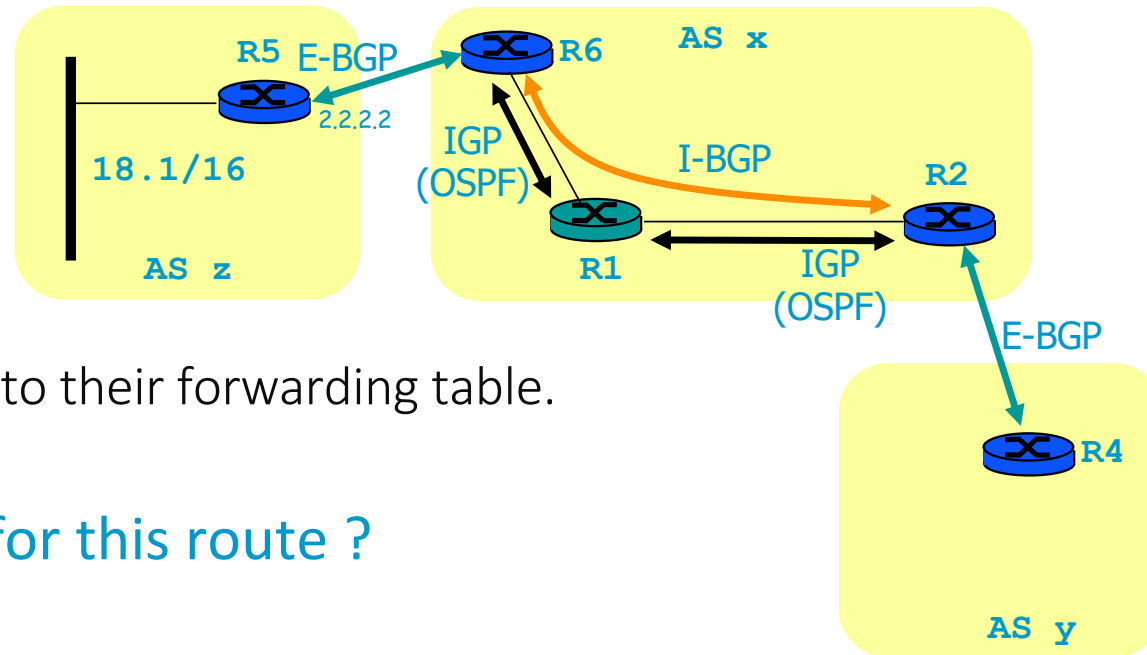 AS x
R5
E-BGP
R6
2.2.2.2
IGP
(OSPF)
I-BGP
18.1/16
R2
AS z
R1
IGP
(OSPF)
E-BGP
to their forwarding table.
R4
for this route ?
AS y